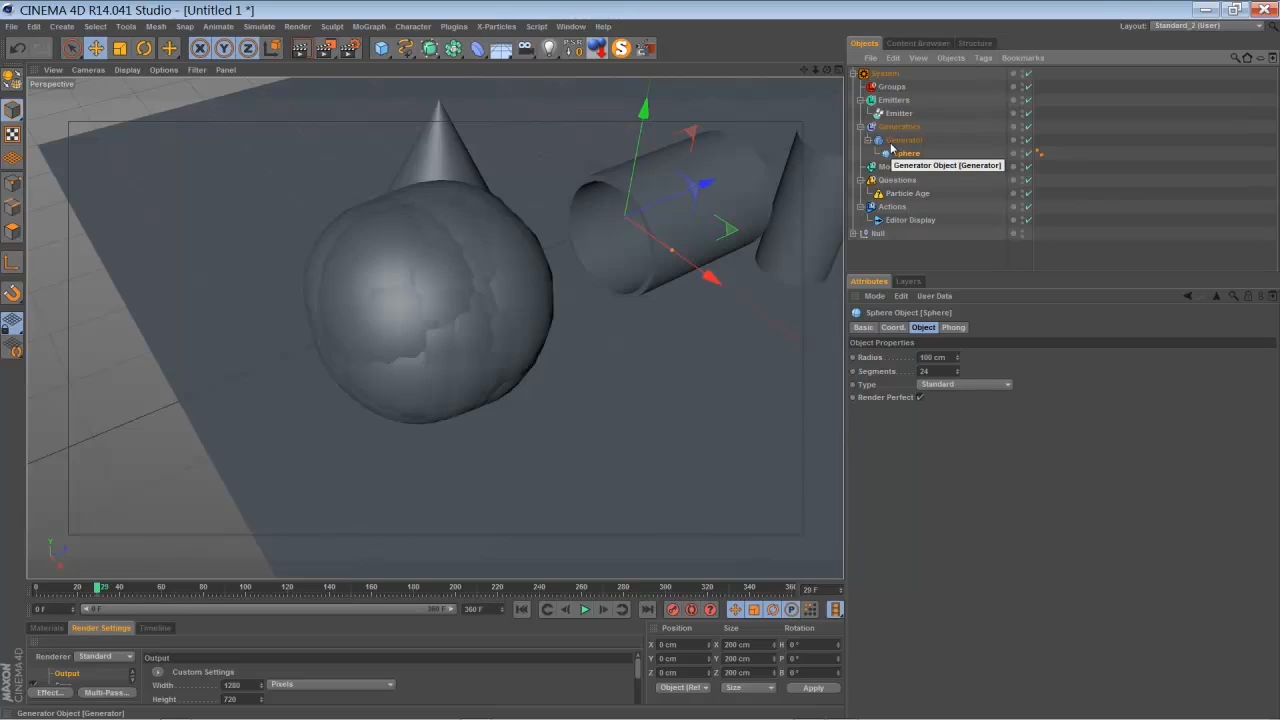 CINEMA 4D R14.041 Studio - [Untitled 1 *]
File Edit Create Select Tools Mesh Snap Animate Simulate Render Sculpt MoGraph Character Plugins X-Particles Script Window Help
Layout: Standard_2 (User)
X Y Z PSR 0 S
Objects Content Browser Structure
View Cameras Display Options Filter Panel
File Edit View Objects Tags Bookmarks
Perspective
System
Groups
Emitters
Emitter
Generators
Generator
Sphere
Generator Object [Generator]
Questions
Particle Age
Actions
Editor Display
Null
Attributes Layers
Mode Edit User Data
Sphere Object [Sphere]
Basic Coord. Object Phong
Object Properties
Radius 100 cm
Segments 24
Type Standard
Render Perfect
Y
0 20 29 40 60 80 100 120 140 160 180 200 220 240 260 280 300 320 340 36 29 F
0 F 0 F 360 F 360 F
P
Materials Render Settings Timeline
Position Size Rotation
Renderer Standard Output
X 0 cm X 200 cm H 0 °
Y 0 cm Y 200 cm P 0 °
Output Custom Settings
Z 0 cm Z 200 cm B 0 °
Width 1280 Pixels
Object (Rel Size Apply
Effect... Multi-Pass...
Height 720
MAXON CINEMA 4D
Generator Object [Generator]